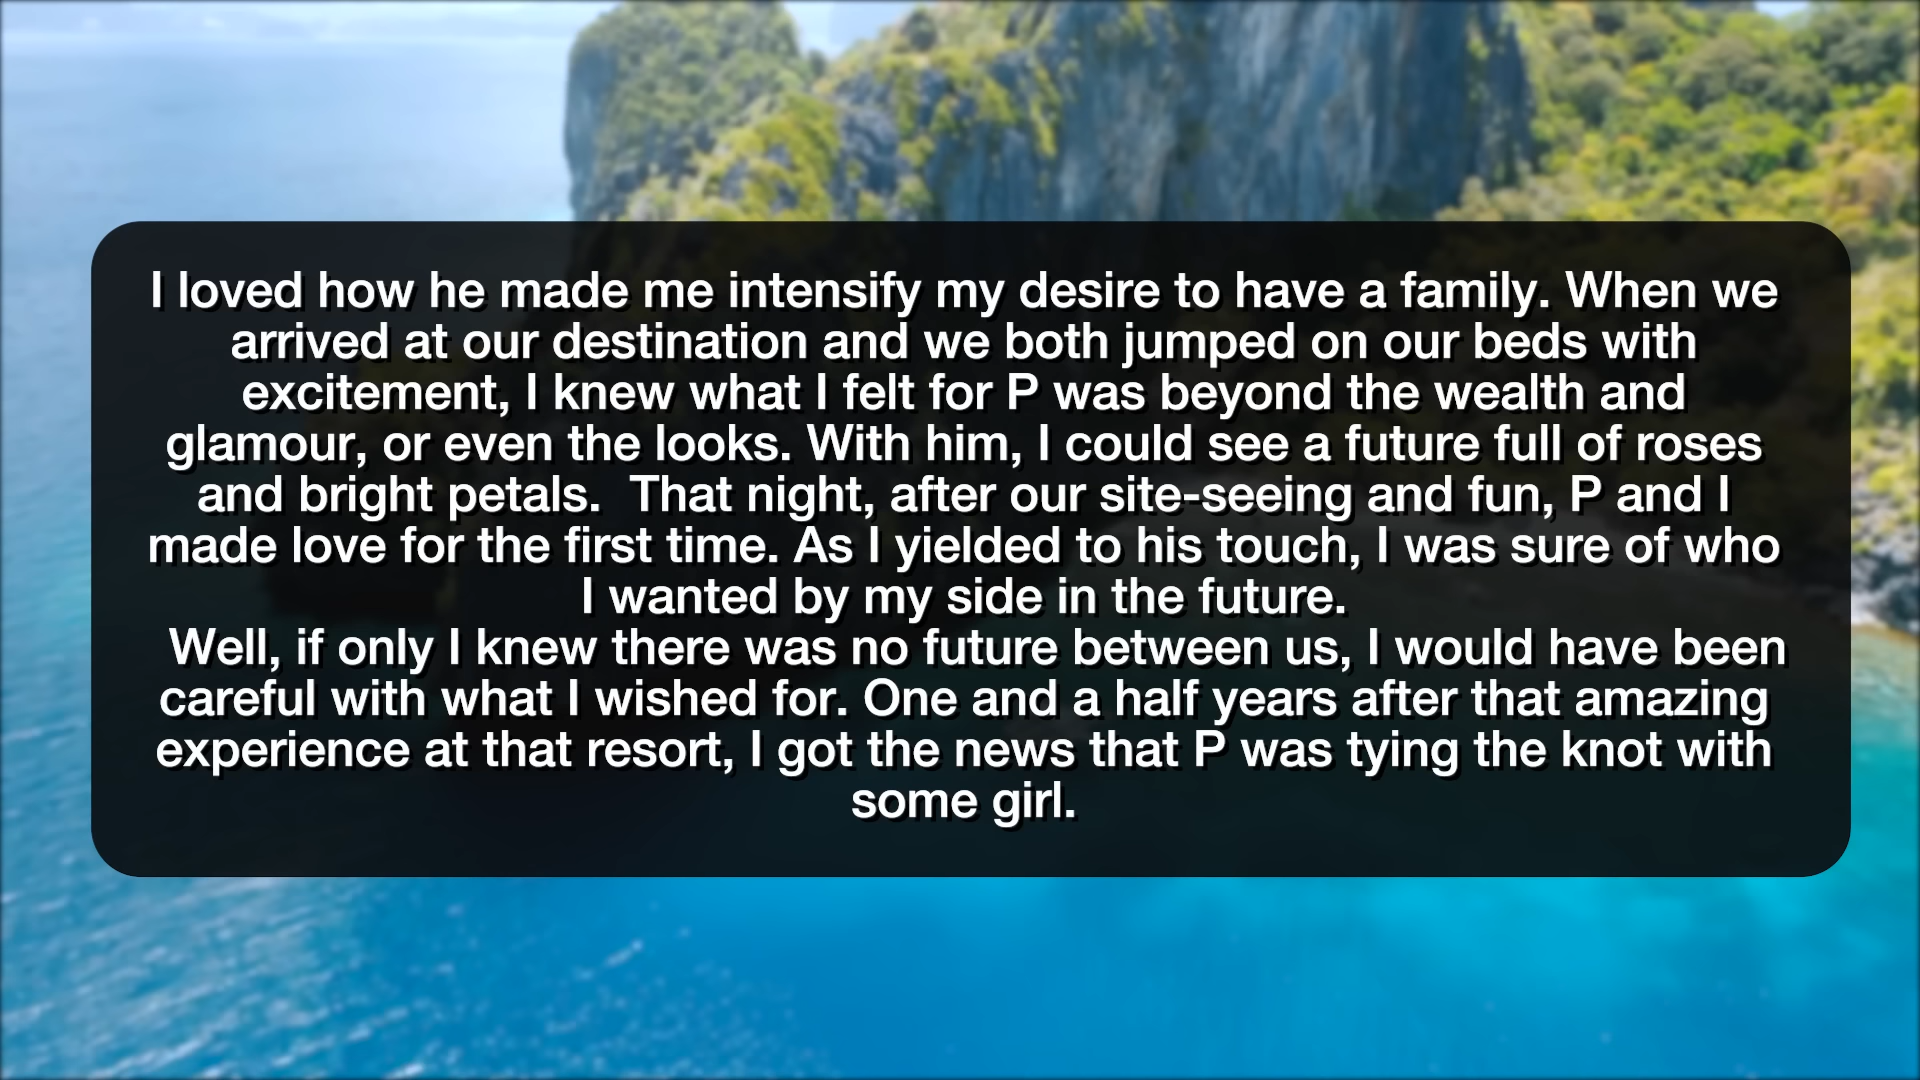 I loved how he made me intensify my desire to have a family. When we
arrived at our destination and we both jumped on our beds with
excitement, I knew what I felt for P was beyond the wealth and
glamour, or even the looks. With him, I could see a future full of roses
and bright petals.  That night, after our site-seeing and fun, P and I
made love for the first time. As I yielded to his touch, I was sure of who
I wanted by my side in the future.
Well, if only I knew there was no future between us, I would have been
careful with what I wished for. One and a half years after that amazing
experience at that resort, I got the news that P was tying the knot with
some girl.